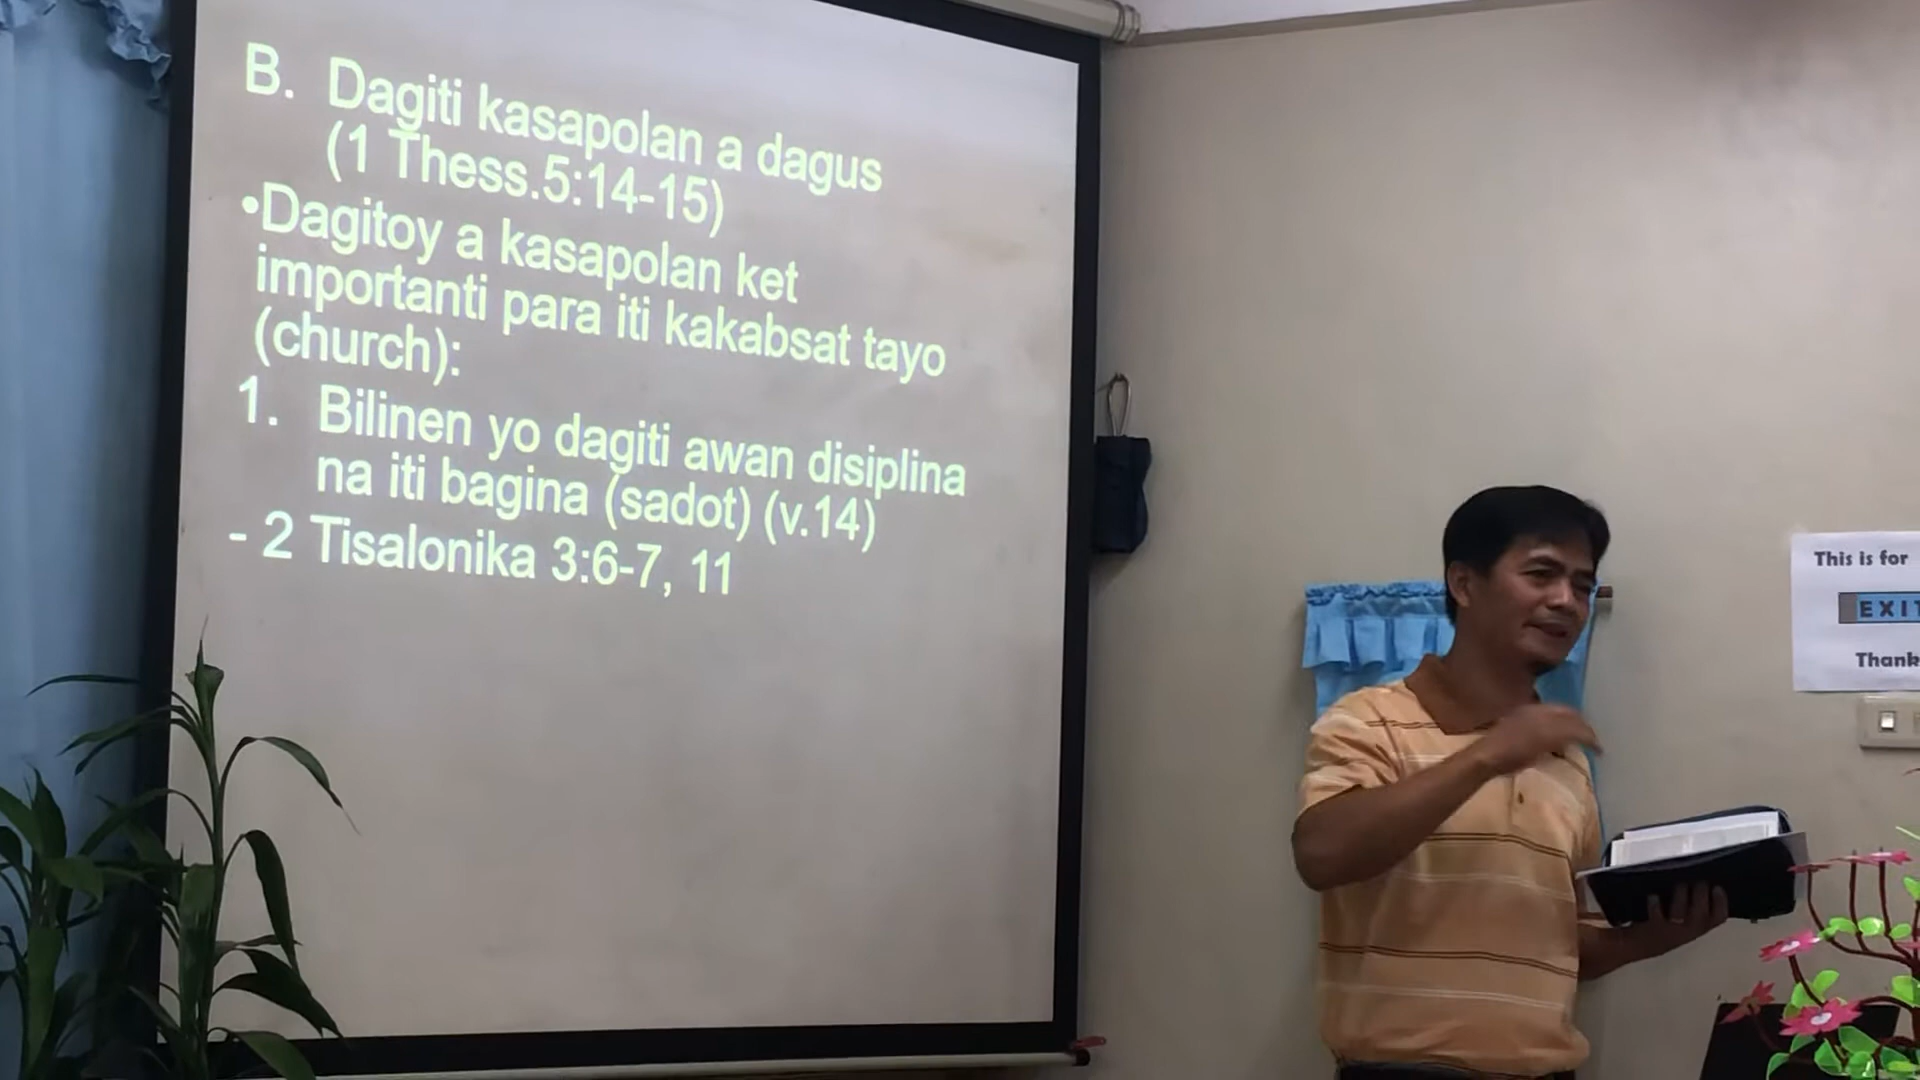 B. Dagiti kasapolan a dagus
(1 Thess.5:14-15)
•Dagitoy a kasapolan ket
importanti para iti kakabsat tayo
(church):
1. Bilinen yo dagiti awan disiplina
na iti bagina (sadot) (v.14)
- 2 Tisalonika 3:6-7, 11
This is for
EXIT
Thank